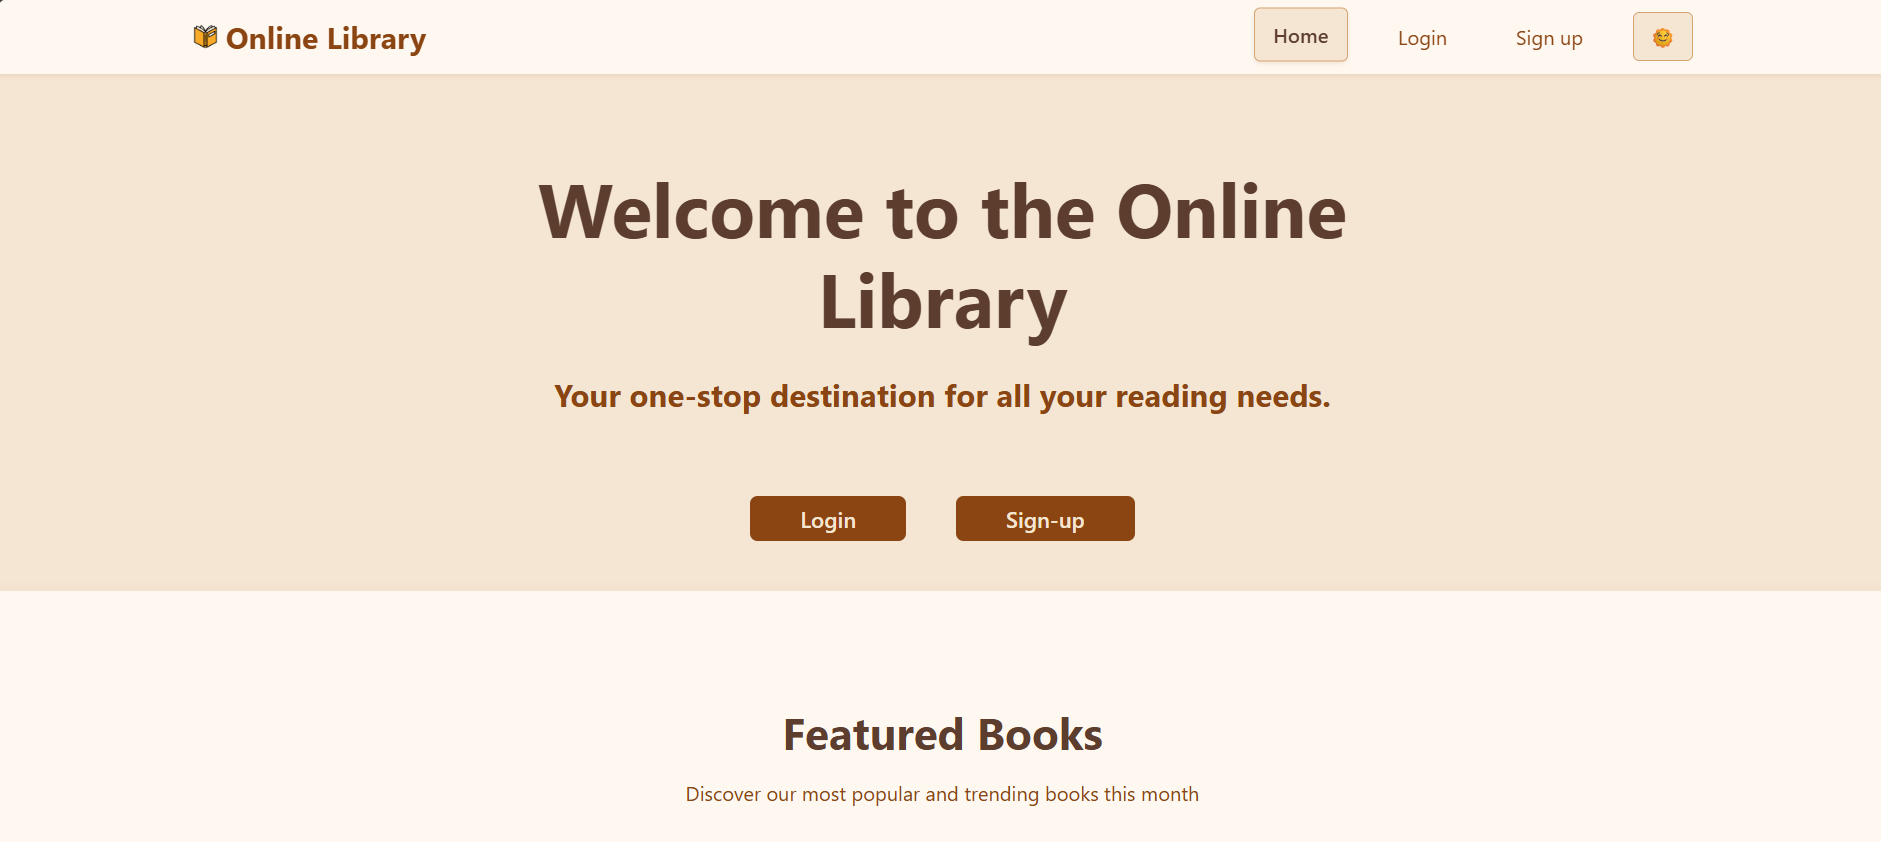 Online Library
Home
Login
Sign up
Welcome to the Online
Library
Your one-stop destination for all your reading needs.
Login
Sign-up
Featured Books
Discover our most popular and trending books this month